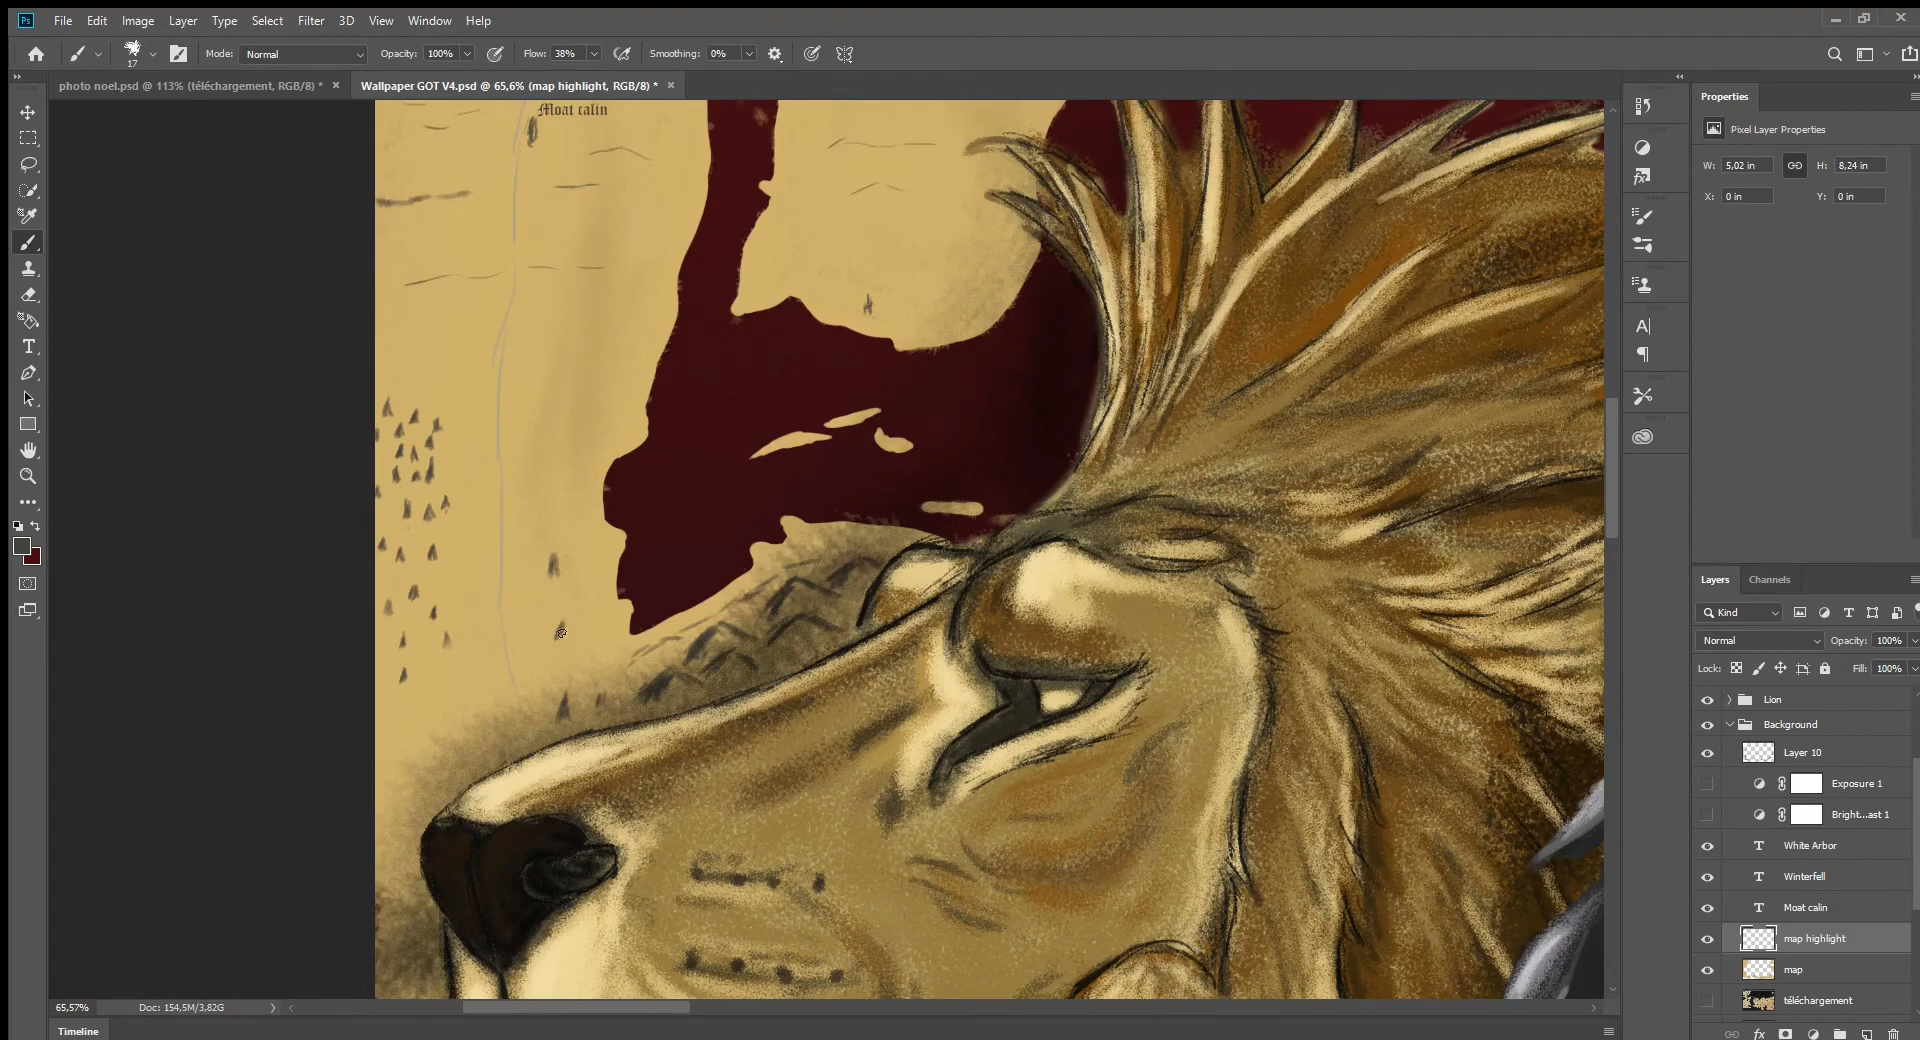 Ps File Edit Image Layer Type Select Filter 3D View Window Help
17 Mode: Normal Opacity: 100% Flow: 38% Smoothing: 0%
photo noel.psd @ 113% (téléchargement, RGB/8) * × Wallpaper GOT V4.psd @ 65,6% (map highlight, RGB/8) * ×
Moat calin
Properties
Pixel Layer Properties
W: 5,02 in H: 8,24 in
X: 0 in Y: 0 in
Layers Channels
Kind
Normal Opacity: 100%
Lock: Fill: 100%
Lion
Background
Layer 10
Exposure 1
Bright...ast 1
White Arbor
Winterfell
Moat calin
map highlight
map
téléchargement
65,57% Doc: 154,5M/3,82G
Timeline